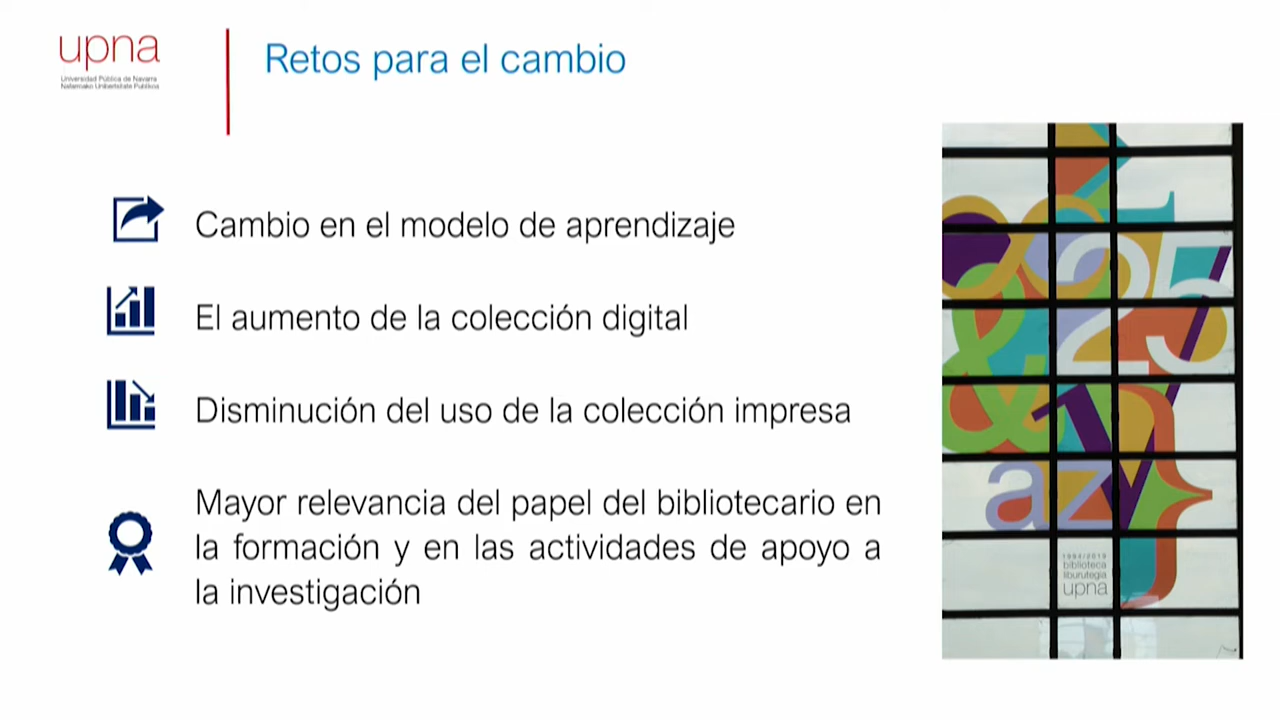 upna
Universidad Pública de Navarra
Nafarroako Unibertsitate Publikoa
Retos para el cambio
Cambio en el modelo de aprendizaje
El aumento de la colección digital
Disminución del uso de la colección impresa
Mayor relevancia del papel del bibliotecario en
la formación y en las actividades de apoyo a
la investigación
25
&
az
biblioteca
liburutegia
upna